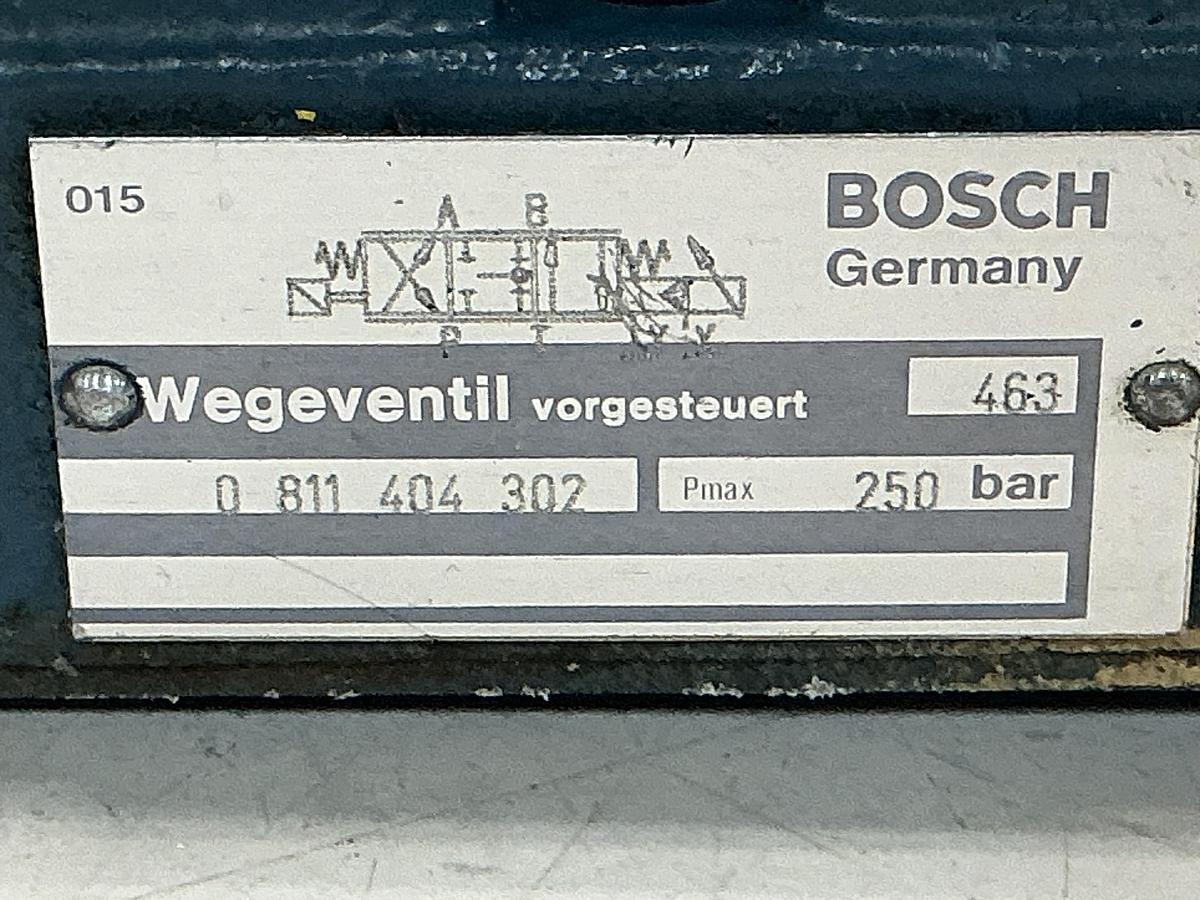 015
BOSCH
Germany
A B
P T
Wegeventil vorgesteuert 463
0 811 404 302 Pmax 250 bar